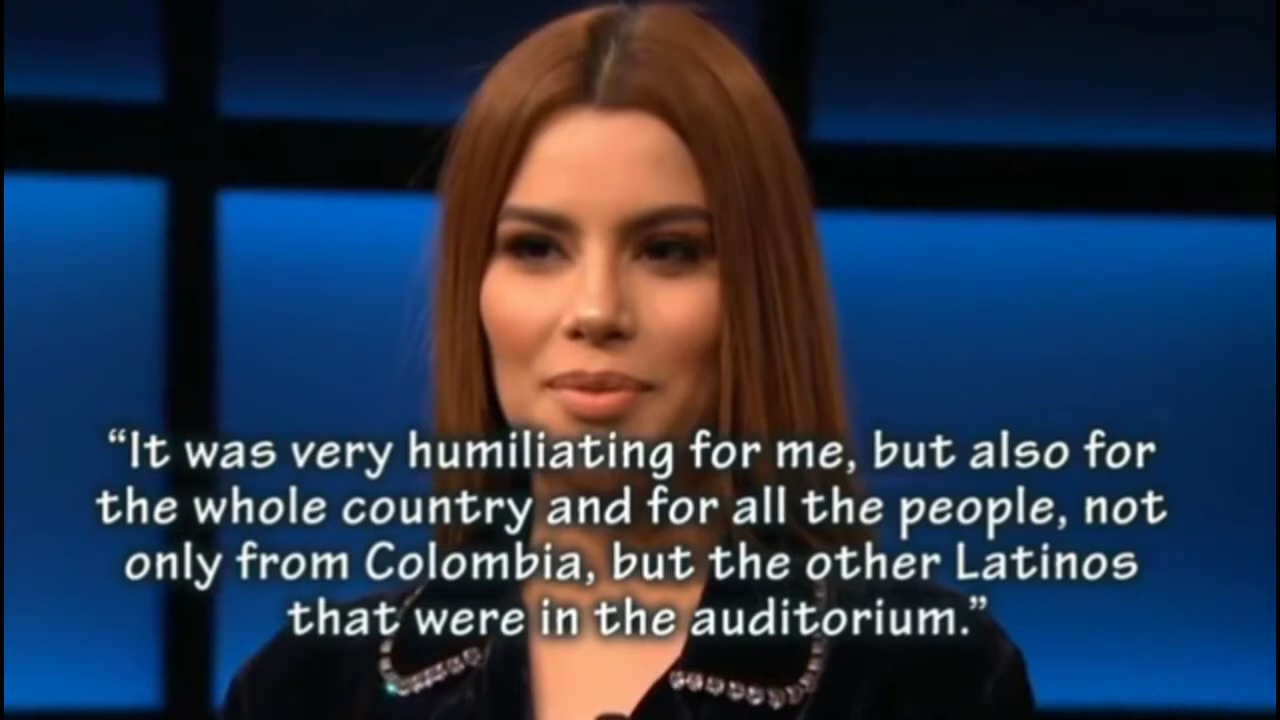 “It was very humiliating for me, but also for
the whole country and for all the people, not
only from Colombia, but the other Latinos
that were in the auditorium.”